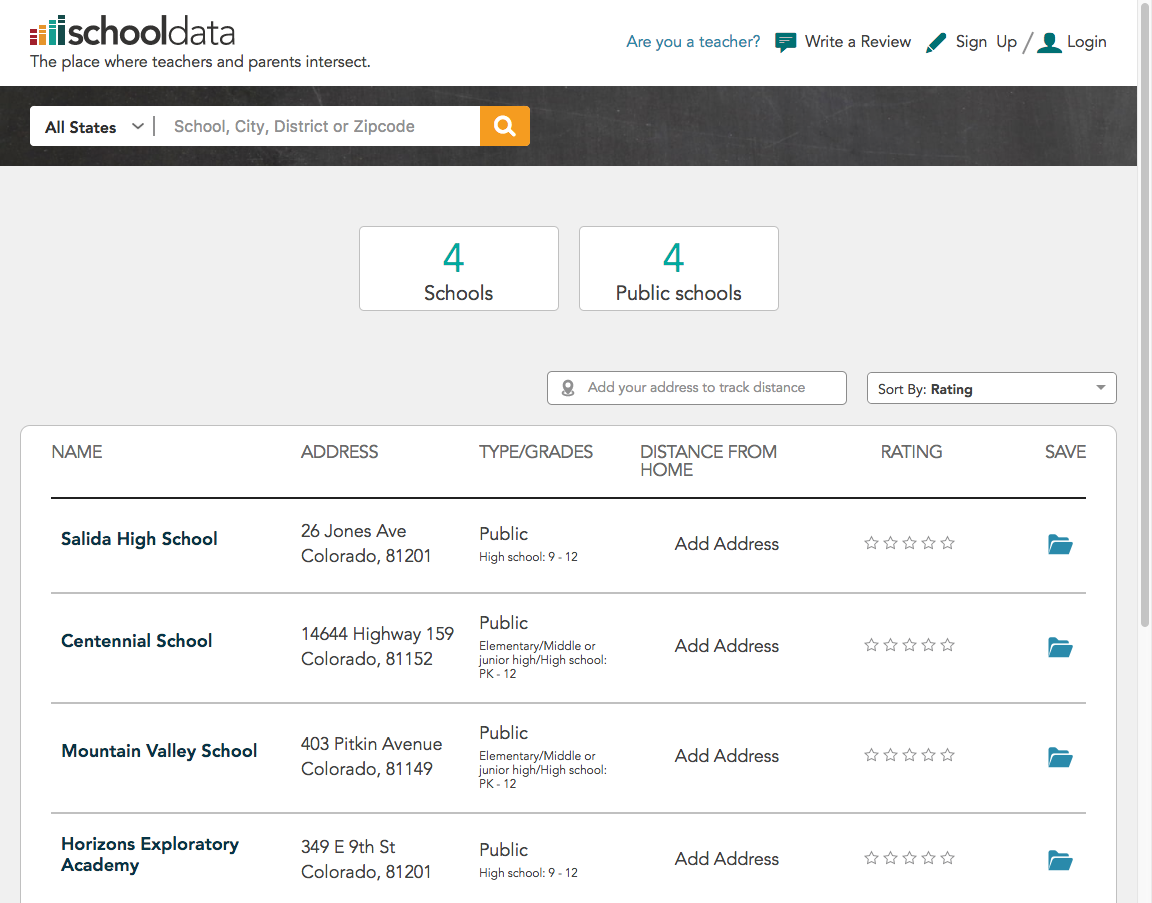 schooldata
The place where teachers and parents intersect.
Are you a teacher? Write a Review Sign Up / Login
All States School, City, District or Zipcode
4
Schools
4
Public schools
Add your address to track distance
Sort By: Rating
NAME ADDRESS TYPE/GRADES DISTANCE FROM HOME RATING SAVE
Salida High School
26 Jones Ave
Colorado, 81201
Public
High school: 9 - 12
Add Address
Centennial School
14644 Highway 159
Colorado, 81152
Public
Elementary/Middle or
junior high/High school:
PK - 12
Add Address
Mountain Valley School
403 Pitkin Avenue
Colorado, 81149
Public
Elementary/Middle or
junior high/High school:
PK - 12
Add Address
Horizons Exploratory
Academy
349 E 9th St
Colorado, 81201
Public
High school: 9 - 12
Add Address